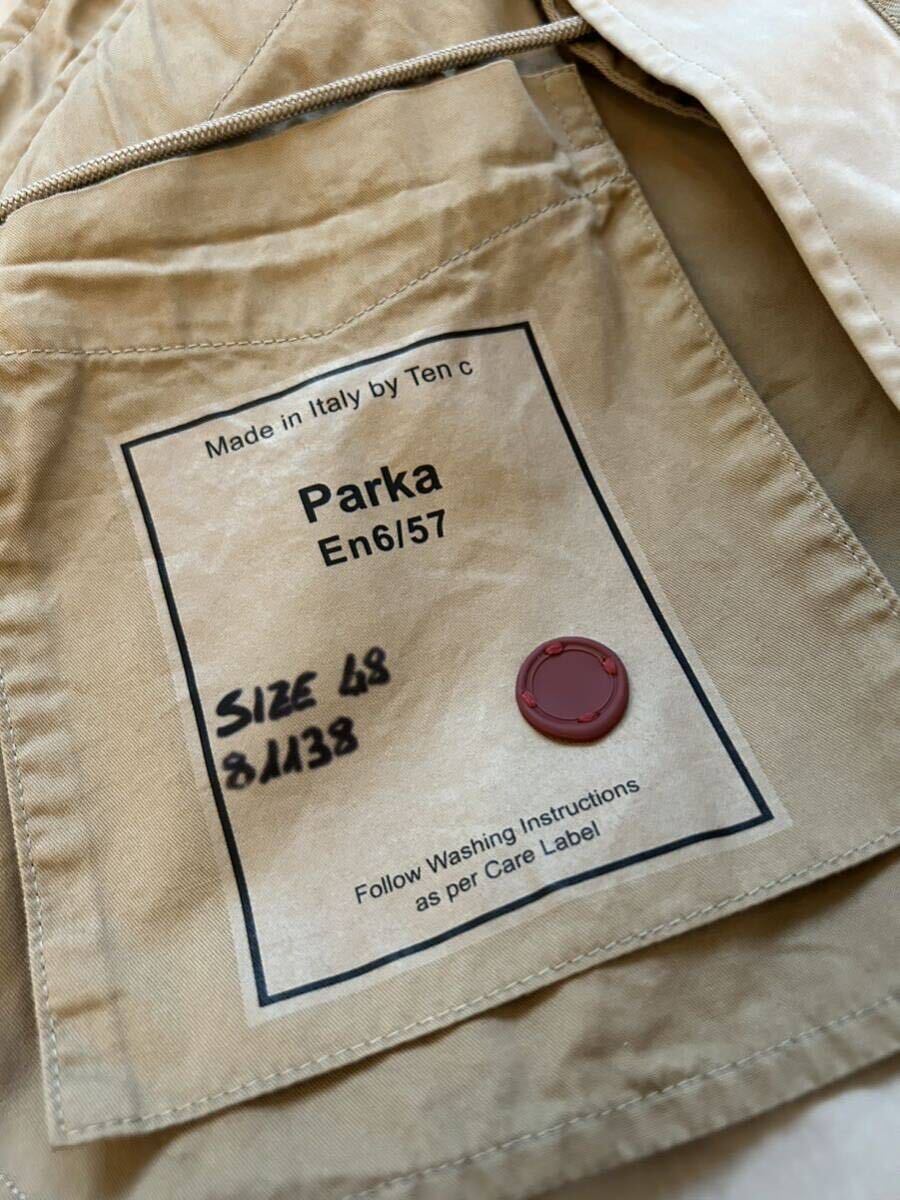 Made in Italy by Ten c
Parka
En6/57
SIZE 48
81138
Follow Washing Instructions
as per Care Label